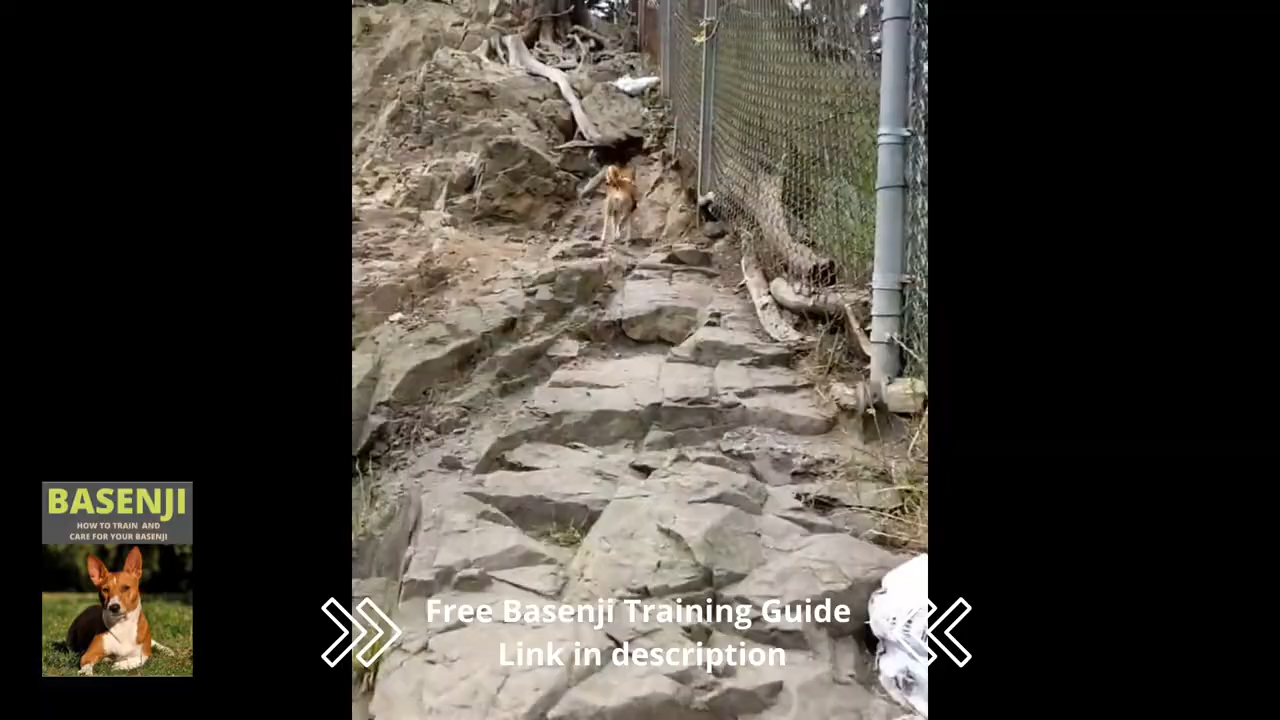 BASENJI
HOW TO TRAIN AND
CARE FOR YOUR BASENJI
Free Basenji Training Guide
Link in description